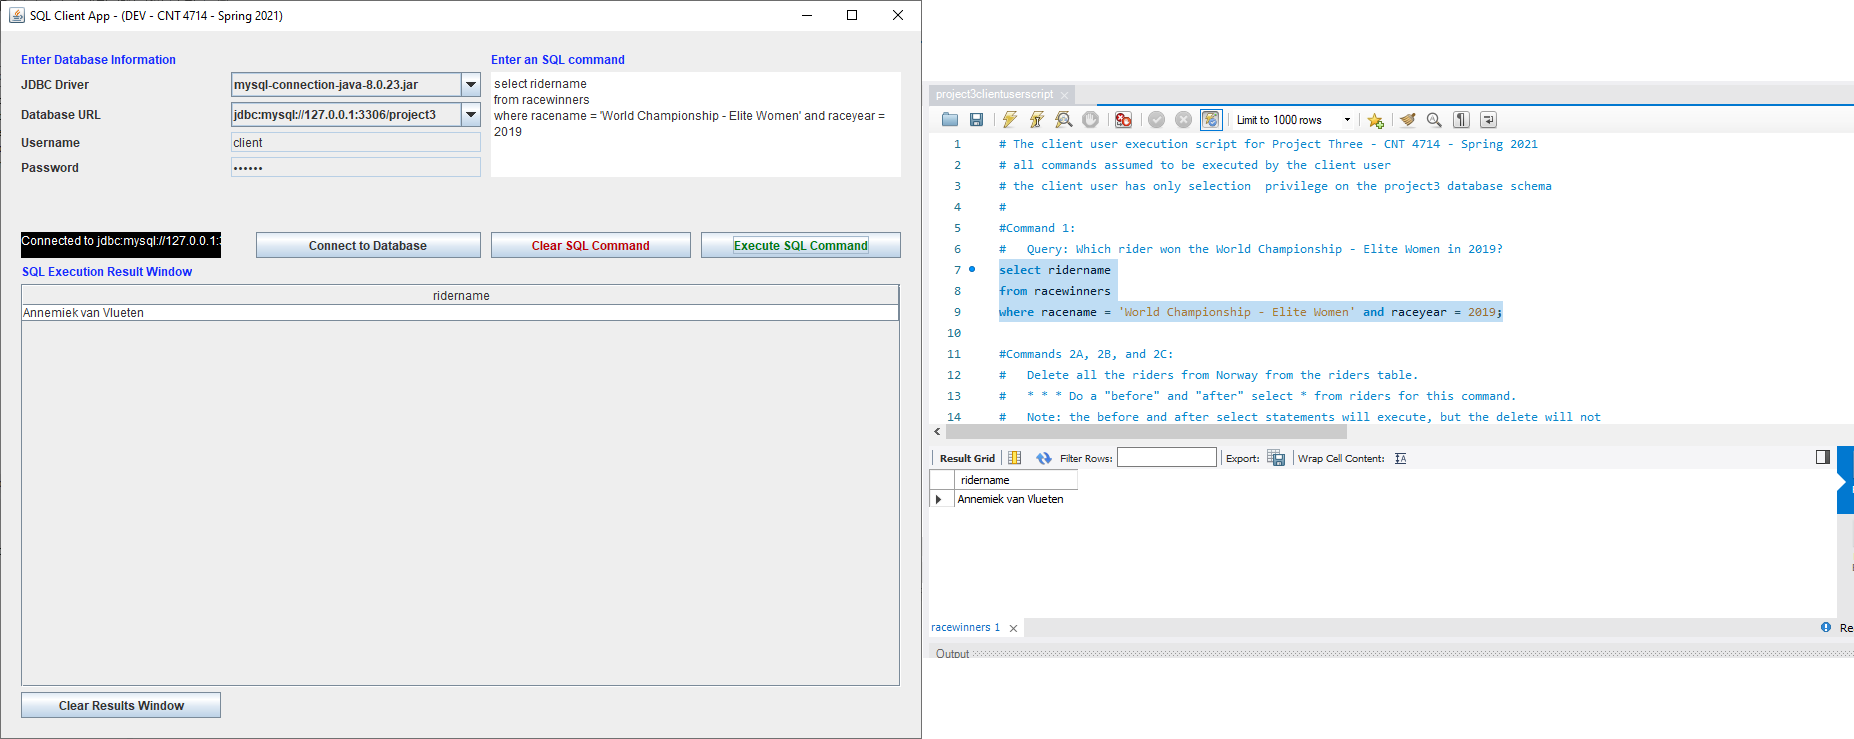 SQL Client App - (DEV - CNT 4714 - Spring 2021)
Enter Database Information
JDBC Driver
mysql-connection-java-8.0.23.jar
Database URL
jdbc:mysql://127.0.0.1:3306/project3
Username
client
Password
••••••
Enter an SQL command
select ridername
from racewinners
where racename = 'World Championship - Elite Women' and raceyear =
2019
Connected to jdbc:mysql://127.0.0.1:
Connect to Database
Clear SQL Command
Execute SQL Command
SQL Execution Result Window
ridername
Annemiek van Vlueten
Clear Results Window
project3clientuserscript
Limit to 1000 rows
1 # The client user execution script for Project Three - CNT 4714 - Spring 2021
2 # all commands assumed to be executed by the client user
3 # the client user has only selection  privilege on the project3 database schema
4 #
5 #Command 1:
6 #   Query: Which rider won the World Championship - Elite Women in 2019?
7 select ridername
8 from racewinners
9 where racename = 'World Championship - Elite Women' and raceyear = 2019;
10
11 #Commands 2A, 2B, and 2C:
12 #   Delete all the riders from Norway from the riders table.
13 #   * * * Do a "before" and "after" select * from riders for this command.
14 #   Note: the before and after select statements will execute, but the delete will not
Result Grid
Filter Rows:
Export:
Wrap Cell Content:
ridername
Annemiek van Vlueten
racewinners 1
Re
Output